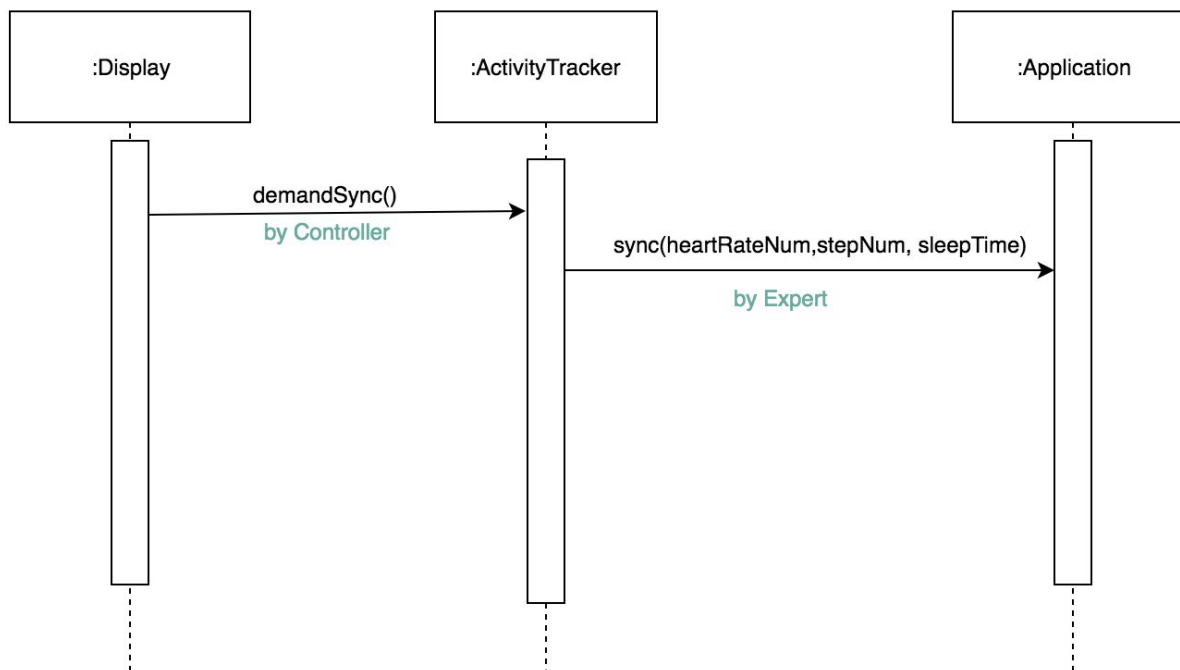 :Display
:ActivityTracker
:Application
demandSync()
by Controller
sync(heartRateNum,stepNum, sleepTime)
by Expert